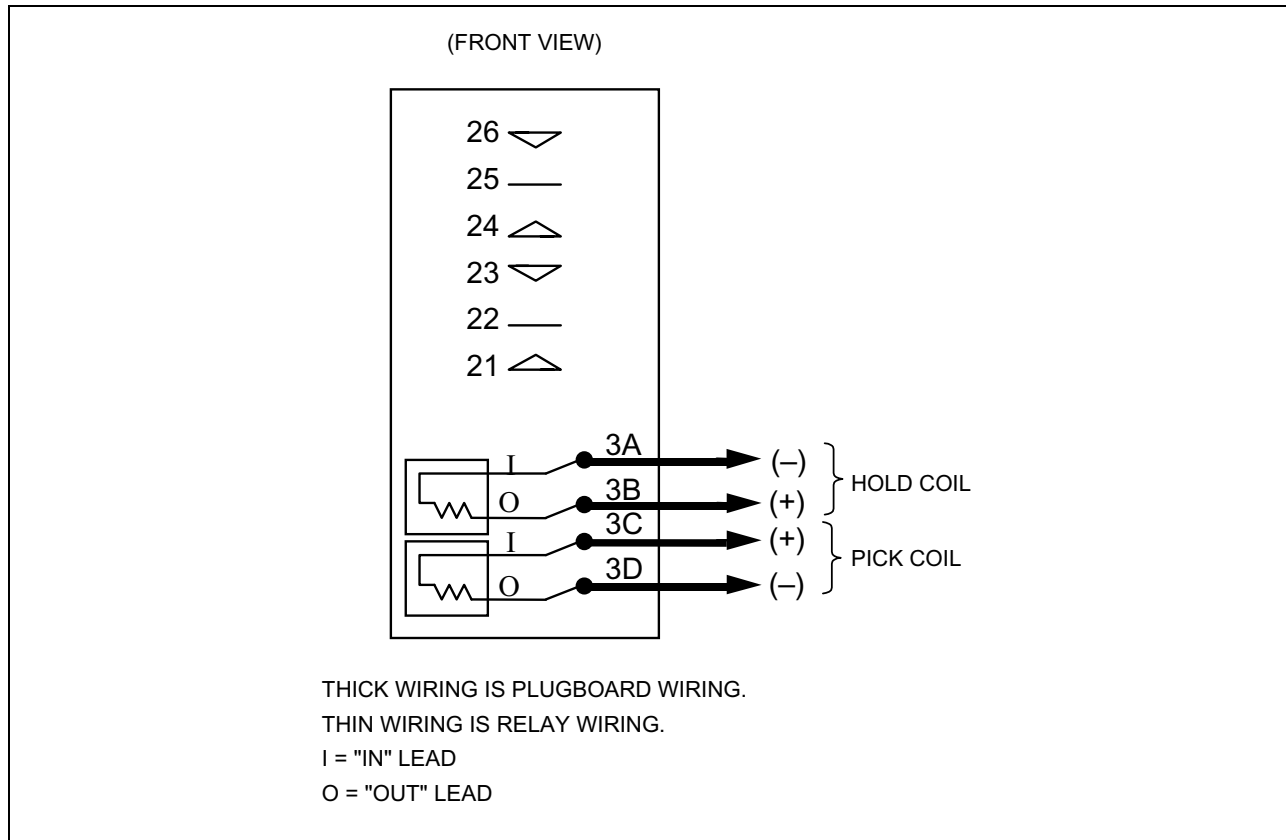 (FRONT VIEW)
26
25
24
23
22
21
I 3A (–)
O 3B (+)
HOLD COIL
I 3C (+)
O 3D (–)
PICK COIL
THICK WIRING IS PLUGBOARD WIRING.
THIN WIRING IS RELAY WIRING.
I = "IN" LEAD
O = "OUT" LEAD